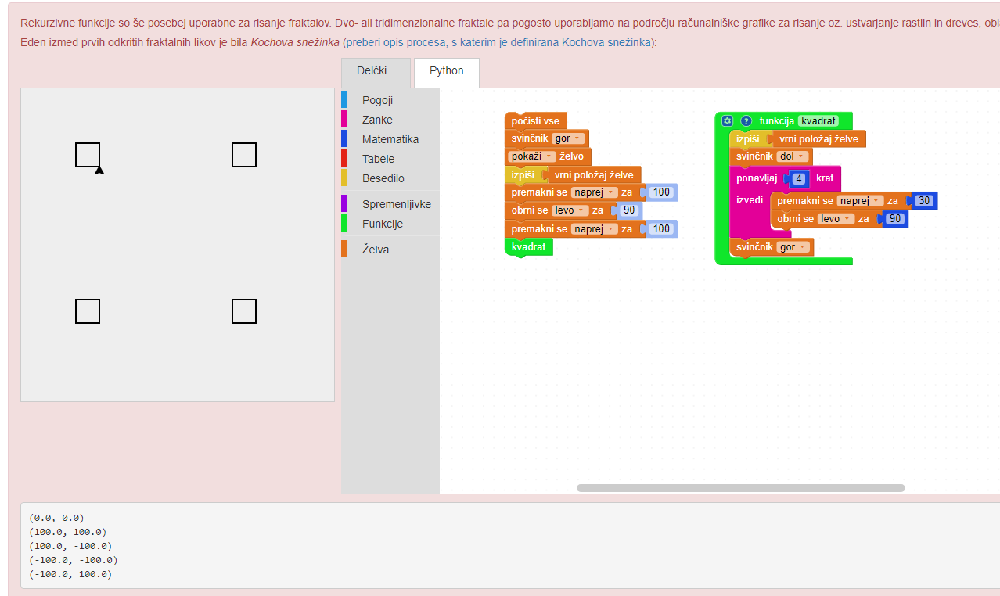 Rekurzivne funkcije so še posebej uporabne za risanje fraktalov. Dvo- ali tridimenzionalne fraktale pa pogosto uporabljamo na področju računalniške grafike za risanje oz. ustvarjanje rastlin in dreves,
Eden izmed prvih odkritih fraktalnih likov je bila Kochova snežinka (preberi opis procesa, s katerim je definirana Kochova snežinka):
Delčki
Python
Pogoji
Zanke
Matematika
Tabele
Besedilo
Spremenljivke
Funkcije
Želva
počisti vse
svinčnik gor
pokaži želvo
izpiši vrni položaj želve
premakni se naprej za 100
obrni se levo za 90
premakni se naprej za 100
kvadrat
? funkcija kvadrat
izpiši vrni položaj želve
svinčnik dol
ponavljaj 4 krat
izvedi premakni se naprej za 30
obrni se levo za 90
svinčnik gor
(0.0, 0.0)
(100.0, 100.0)
(100.0, -100.0)
(-100.0, -100.0)
(-100.0, 100.0)